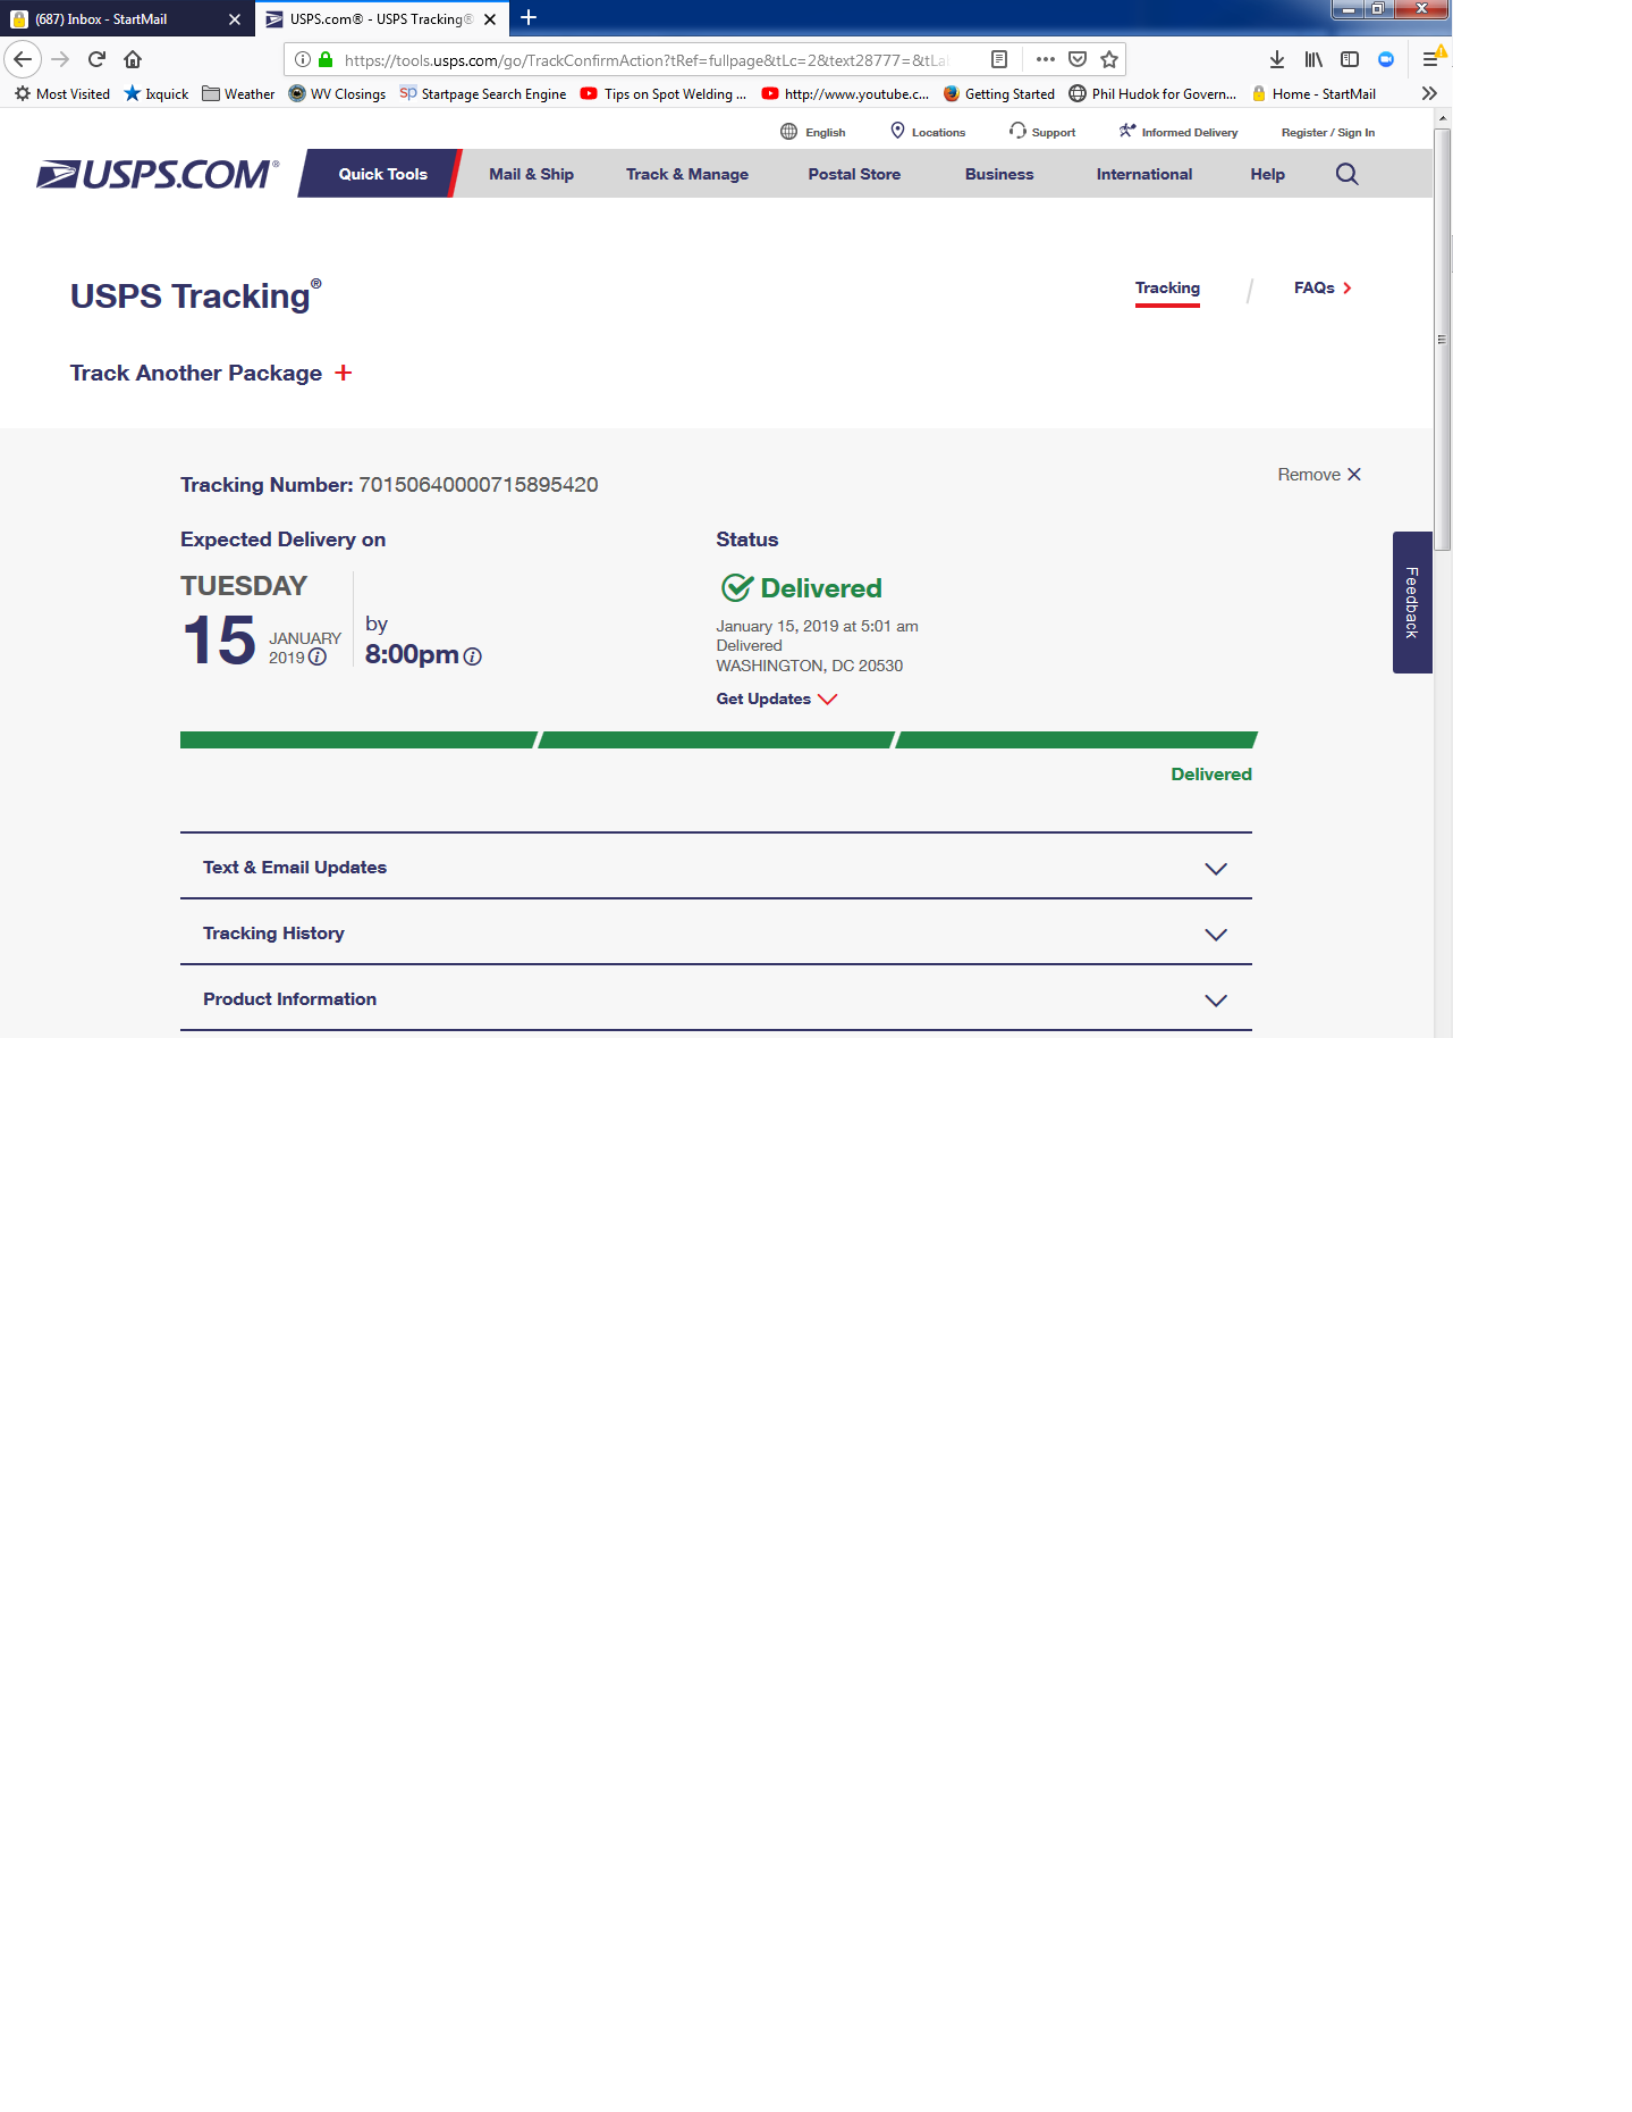 (687) Inbox - StartMail
USPS.com® - USPS Tracking®
https://tools.usps.com/go/TrackConfirmAction?tRef=fullpage&tLc=2&text28777=&tLa
Most Visited Ixquick Weather WV Closings Startpage Search Engine Tips on Spot Welding ... http://www.youtube.c... Getting Started Phil Hudok for Govern... Home - StartMail
English Locations Support Informed Delivery Register / Sign In
USPS.COM®
Quick Tools Mail & Ship Track & Manage Postal Store Business International Help
USPS Tracking®
Tracking / FAQs
Track Another Package +
Remove X
Tracking Number: 70150640000715895420
Expected Delivery on
TUESDAY
15 JANUARY 2019
by
8:00pm
Status
Delivered
January 15, 2019 at 5:01 am
Delivered
WASHINGTON, DC 20530
Get Updates
Feedback
Delivered
Text & Email Updates
Tracking History
Product Information